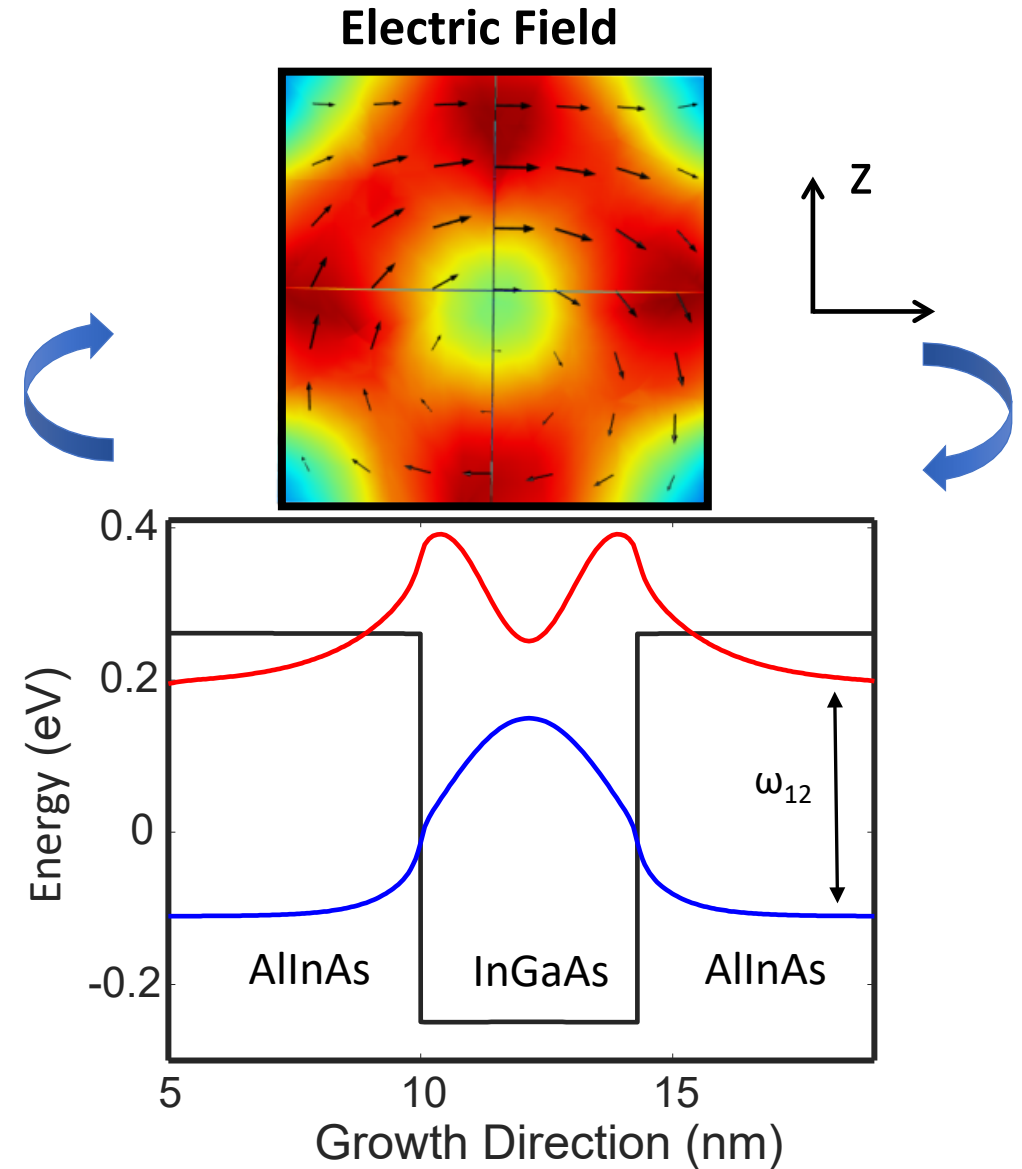 Electric Field
Z
0.4
0.2
0
-0.2
Energy (eV)
ω12
AlInAs
InGaAs
AlInAs
5
10
15
Growth Direction (nm)